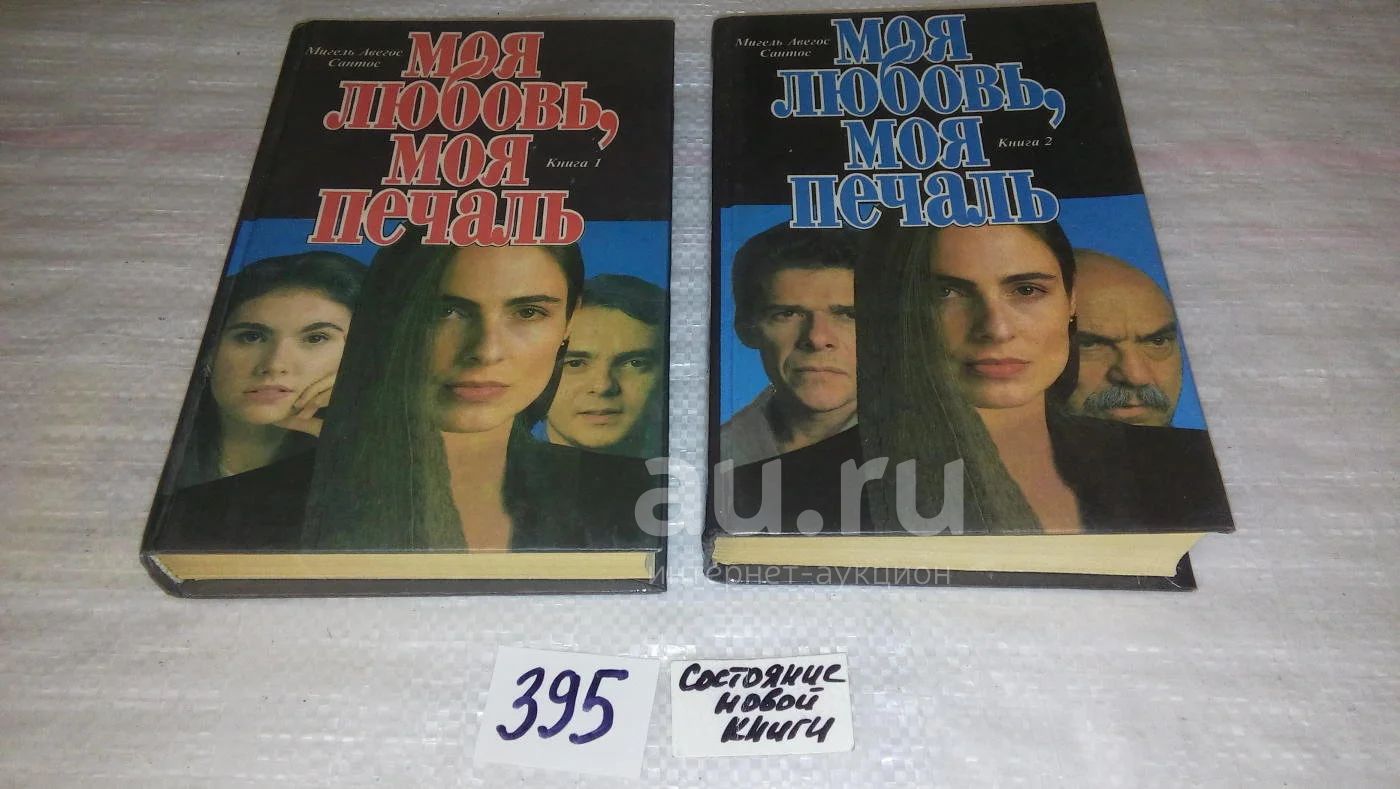 Мигель Авегос
Сантос
МОЯ
ЛЮБОВЬ,
МОЯ
Книга 1
ПЕЧАЛЬ
Мигель Авегос
Сантос
МОЯ
ЛЮБОВЬ,
МОЯ
Книга 2
ПЕЧАЛЬ
au.ru
интернет-аукцион
395
Состояние
новой
книги